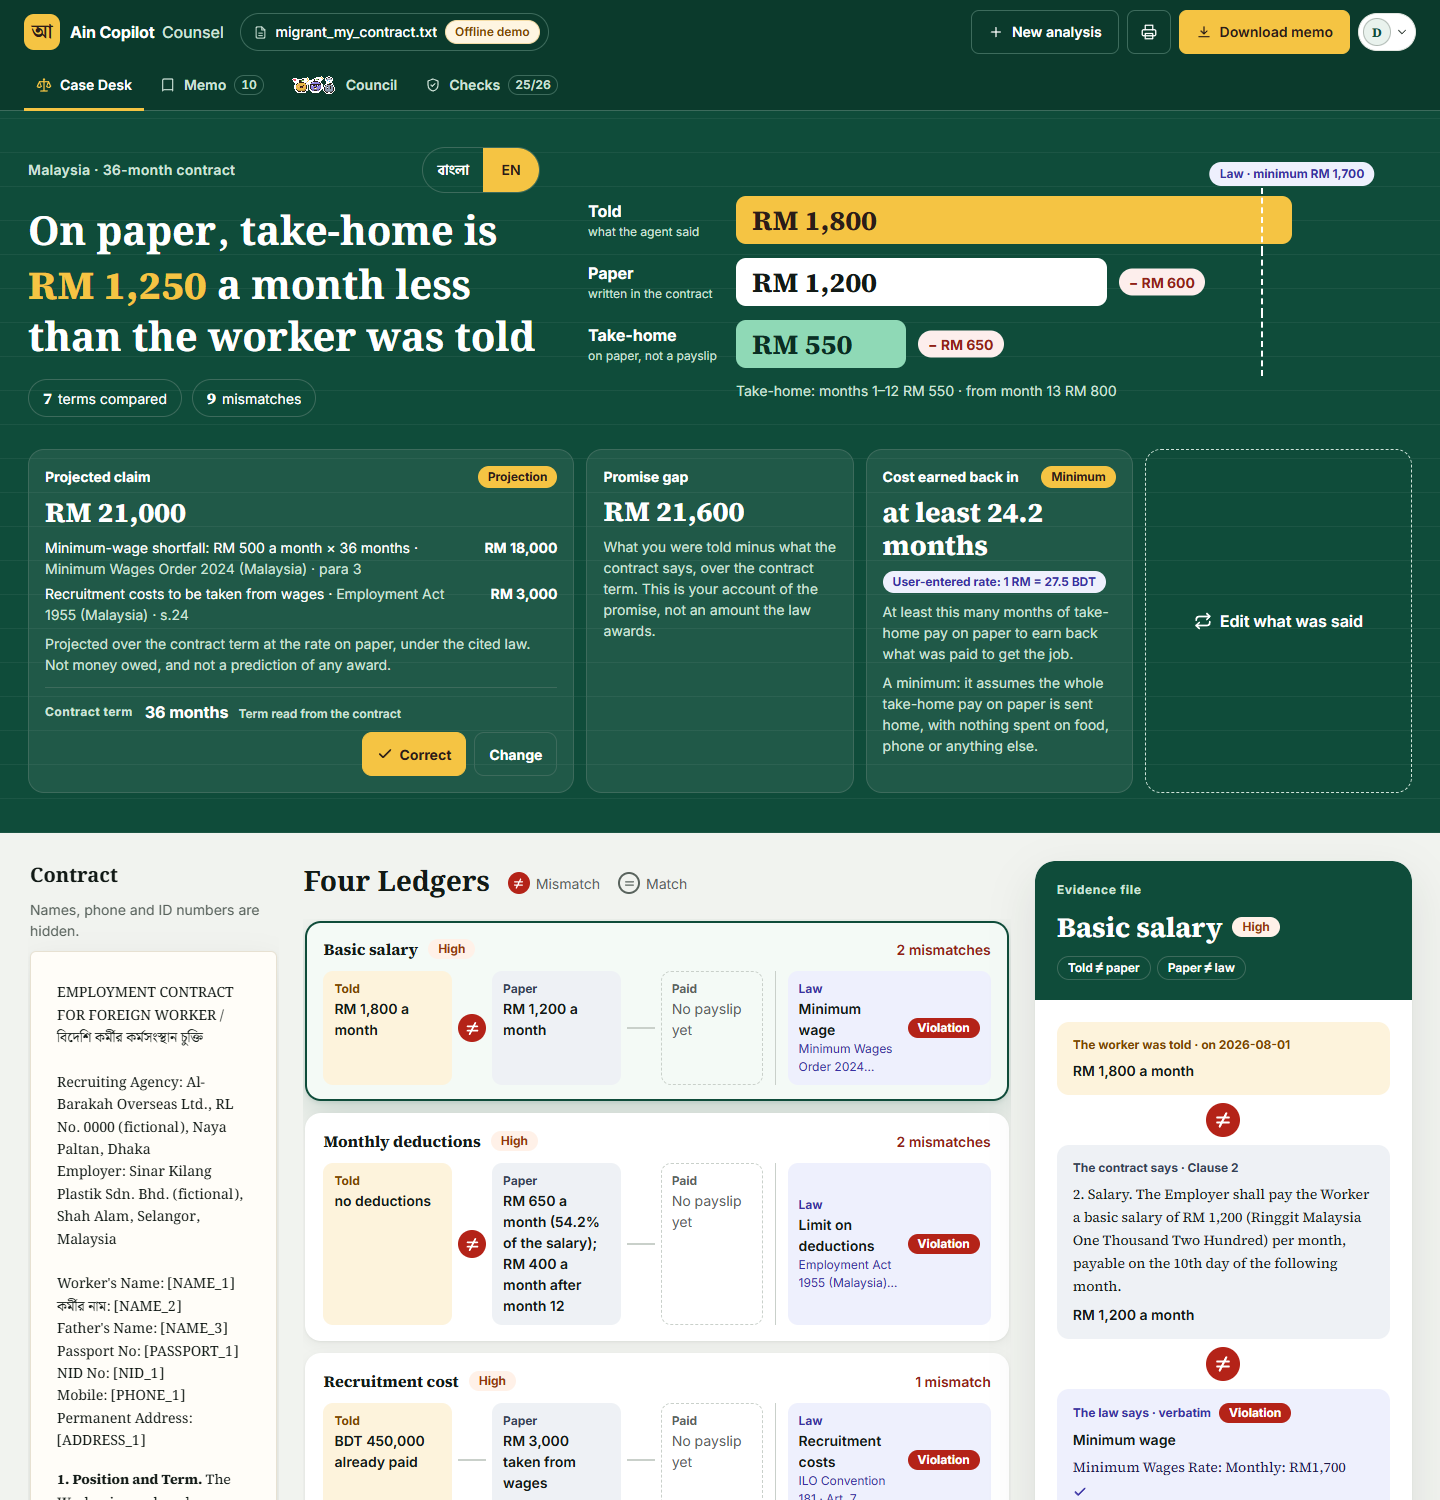 আ Ain Copilot Counsel
migrant_my_contract.txt Offline demo
New analysis
Download memo
D
Case Desk
Memo 10
Council
Checks 25/26
Malaysia · 36-month contract
বাংলা EN
On paper, take-home is
RM 1,250 a month less
than the worker was told
7 terms compared
9 mismatches
Law · minimum RM 1,700
Told
what the agent said
RM 1,800
Paper
written in the contract
RM 1,200
– RM 600
Take-home
on paper, not a payslip
RM 550
– RM 650
Take-home: months 1–12 RM 550 · from month 13 RM 800
Projected claim Projection
RM 21,000
Minimum-wage shortfall: RM 500 a month × 36 months · RM 18,000
Minimum Wages Order 2024 (Malaysia) · para 3
Recruitment costs to be taken from wages · Employment Act RM 3,000
1955 (Malaysia) · s.24
Projected over the contract term at the rate on paper, under the cited law.
Not money owed, and not a prediction of any award.
Contract term 36 months Term read from the contract
Correct
Change
Promise gap
RM 21,600
What you were told minus what the
contract says, over the contract
term. This is your account of the
promise, not an amount the law
awards.
Cost earned back in Minimum
at least 24.2
months
User-entered rate: 1 RM = 27.5 BDT
At least this many months of take-
home pay on paper to earn back
what was paid to get the job.
A minimum: it assumes the whole
take-home pay on paper is sent
home, with nothing spent on food,
phone or anything else.
Edit what was said
Contract
Names, phone and ID numbers are
hidden.
EMPLOYMENT CONTRACT
FOR FOREIGN WORKER /
বিদেশি কর্মীর কর্মসংস্থান চুক্তি
Recruiting Agency: Al-
Barakah Overseas Ltd., RL
No. 0000 (fictional), Naya
Paltan, Dhaka
Employer: Sinar Kilang
Plastik Sdn. Bhd. (fictional),
Shah Alam, Selangor,
Malaysia
Worker's Name: [NAME_1]
কর্মীর নাম: [NAME_2]
Father's Name: [NAME_3]
Passport No: [PASSPORT_1]
NID No: [NID_1]
Mobile: [PHONE_1]
Permanent Address:
[ADDRESS_1]
1. Position and Term. The
Four Ledgers
≠ Mismatch
= Match
Basic salary High 2 mismatches
Told
RM 1,800 a
month
≠
Paper
RM 1,200 a
month
Paid
No payslip
yet
Law
Minimum
wage
Minimum Wages
Order 2024...
Violation
Monthly deductions High 2 mismatches
Told
no deductions
≠
Paper
RM 650 a
month (54.2%
of the salary);
RM 400 a
month after
month 12
Paid
No payslip
yet
Law
Limit on
deductions
Employment Act
1955 (Malaysia)...
Violation
Recruitment cost High 1 mismatch
Told
BDT 450,000
already paid
Paper
RM 3,000
taken from
wages
Paid
No payslip
yet
Law
Recruitment
costs
ILO Convention
181 · Art. 7
Violation
Evidence file
Basic salary High
Told ≠ paper
Paper ≠ law
The worker was told · on 2026-08-01
RM 1,800 a month
≠
The contract says · Clause 2
2. Salary. The Employer shall pay the Worker
a basic salary of RM 1,200 (Ringgit Malaysia
One Thousand Two Hundred) per month,
payable on the 10th day of the following
month.
RM 1,200 a month
≠
The law says · verbatim Violation
Minimum wage
Minimum Wages Rate: Monthly: RM1,700